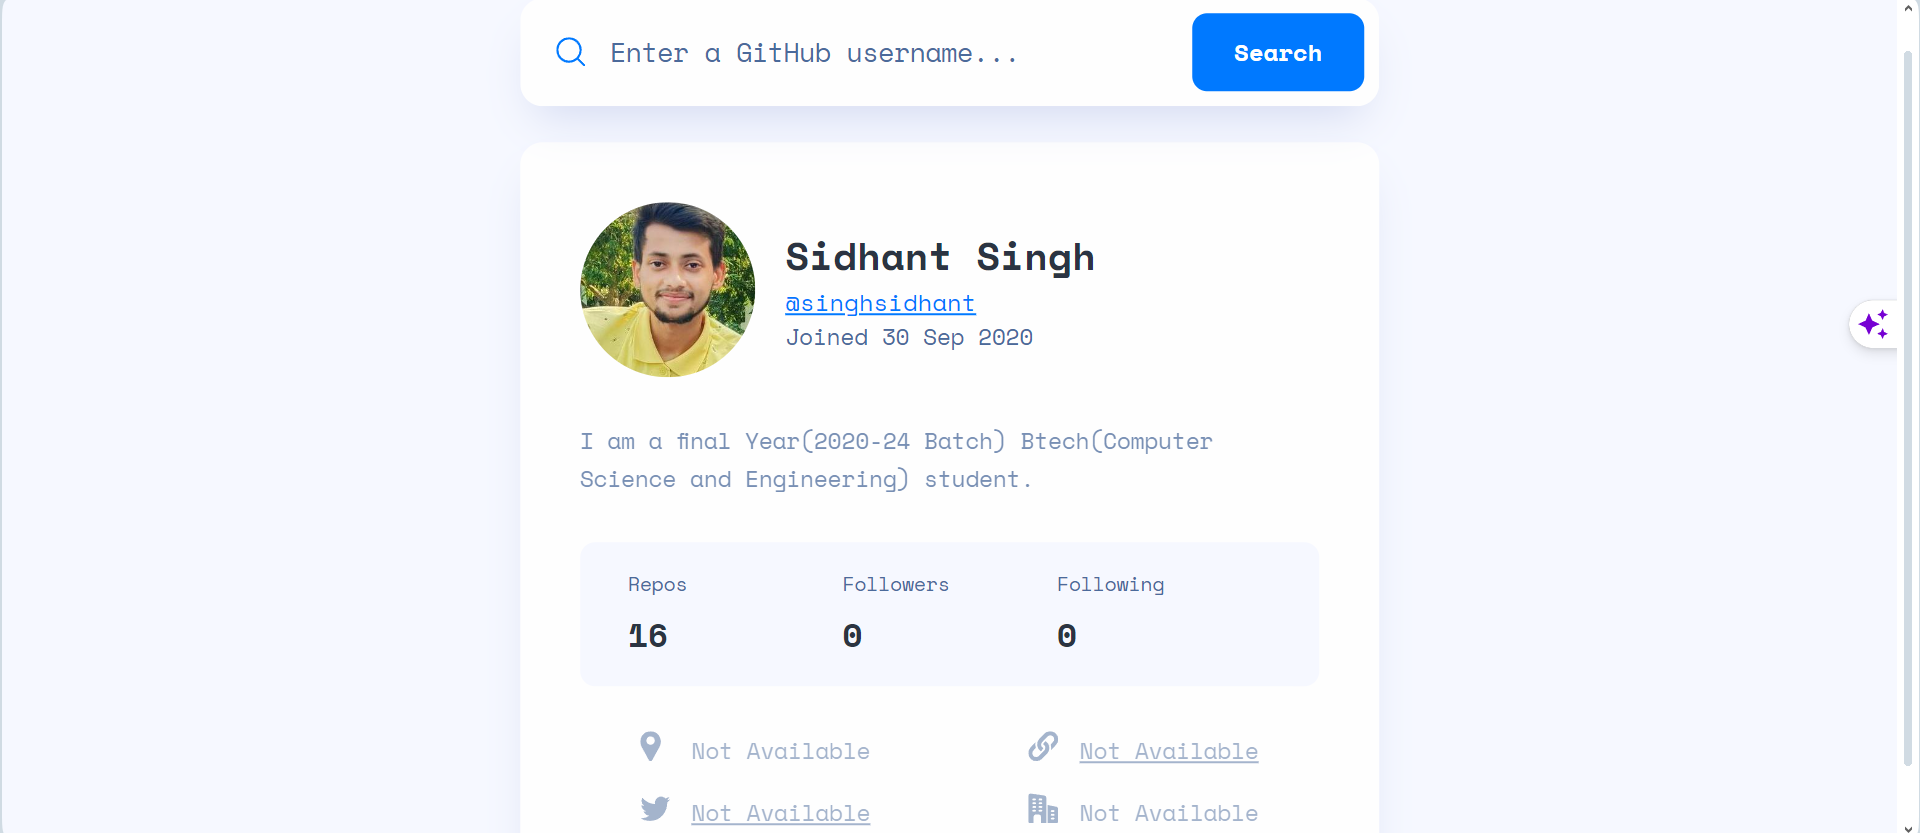 Enter a GitHub username...
Search
Sidhant Singh
@singhsidhant
Joined 30 Sep 2020
I am a final Year(2020-24 Batch) Btech(Computer
Science and Engineering) student.
Repos
Followers
Following
16
0
0
Not Available
Not Available
Not Available
Not Available